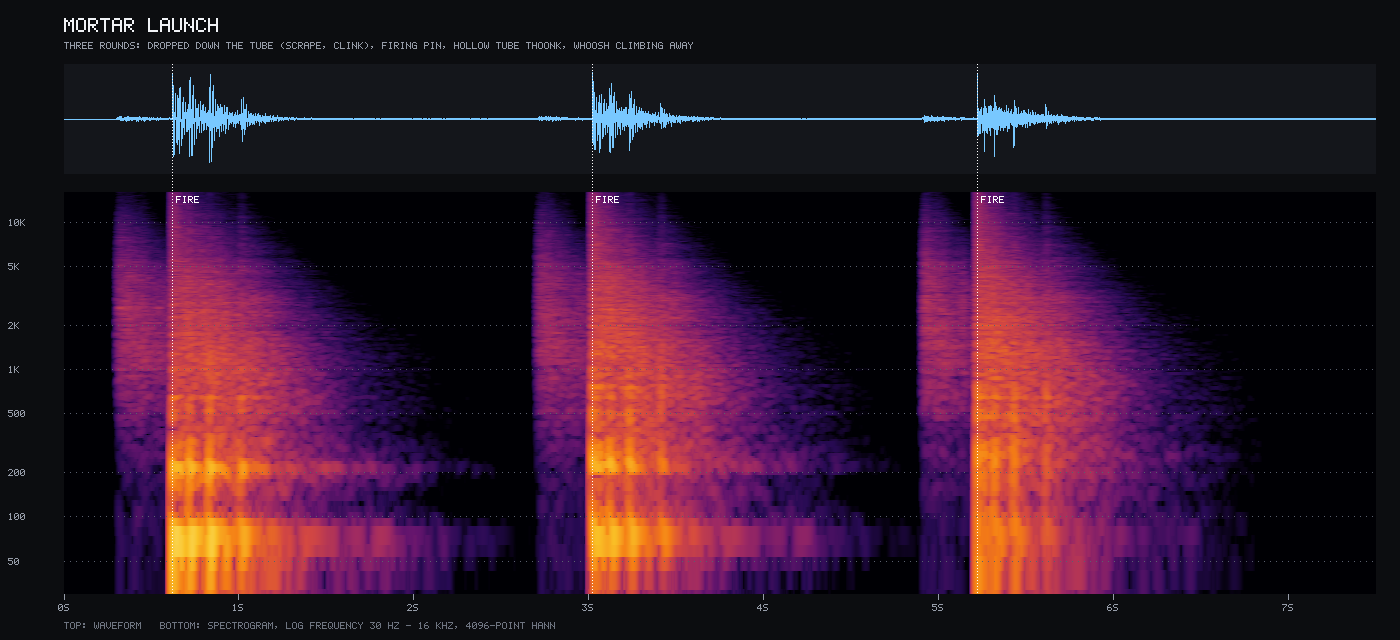 MORTAR LAUNCH
THREE ROUNDS: DROPPED DOWN THE TUBE (SCRAPE, CLINK), FIRING PIN, HOLLOW TUBE THOONK, WHOOSH CLIMBING AWAY
FIRE FIRE FIRE
10K
5K
2K
1K
500
200
100
50
0S 1S 2S 3S 4S 5S 6S 7S
TOP: WAVEFORM BOTTOM: SPECTROGRAM, LOG FREQUENCY 30 HZ - 16 KHZ, 4096-POINT HANN